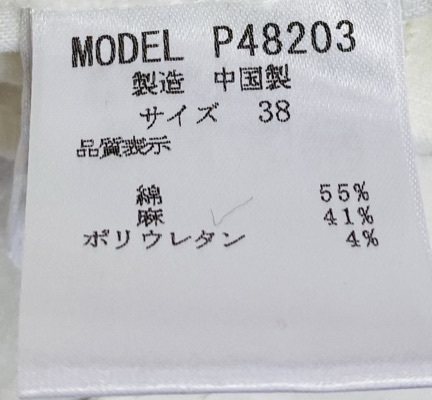 MODEL P48203
製造 中国製
サイズ 38
品質表示
綿 55%
麻 41%
ポリウレタン 4%